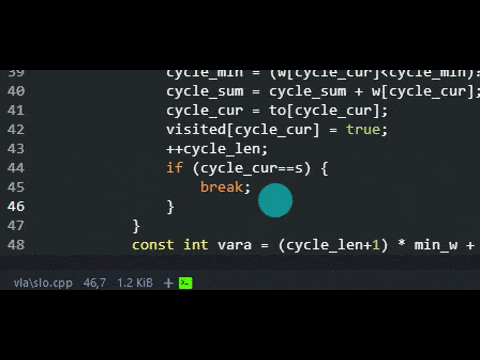 39 cycle_min = (w[cycle_cur]<cycle_min)?
40 cycle_sum = cycle_sum + w[cycle_cur];
41 cycle_cur = to[cycle_cur];
42 visited[cycle_cur] = true;
43 ++cycle_len;
44 if (cycle_cur==s) {
45 break;
46 }
47 }
48 const int vara = (cycle_len+1) * min_w +
vla\slo.cpp 46,7 1.2 KiB +